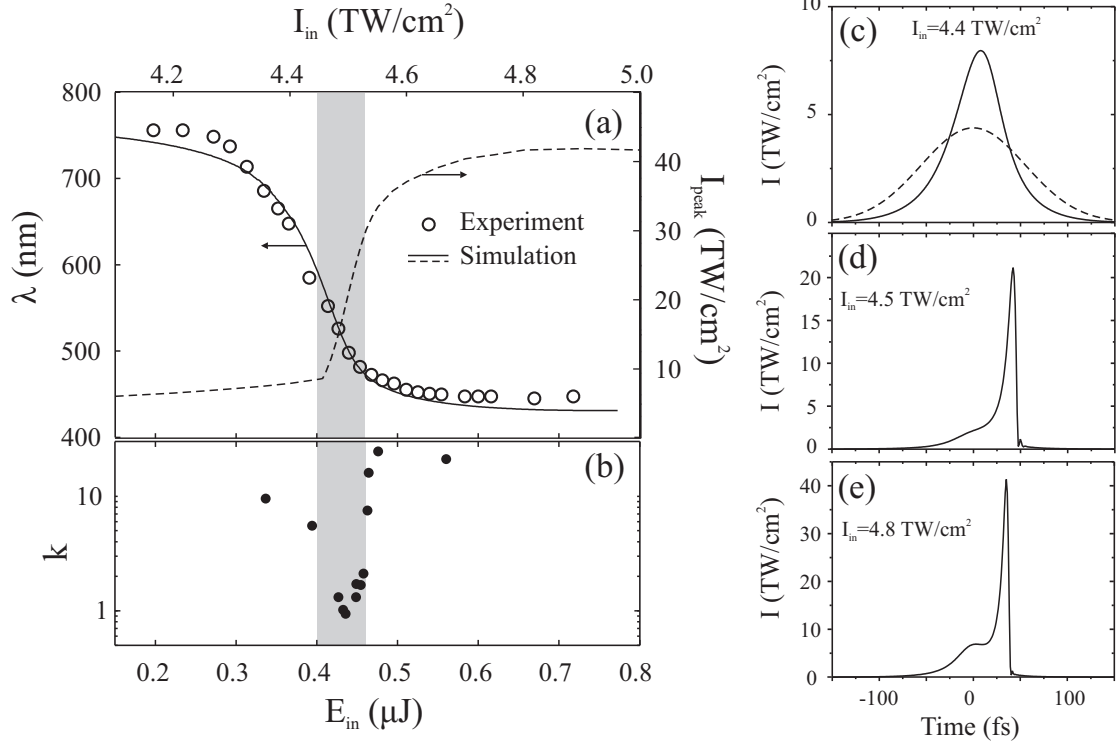 I_in (TW/cm²)
4.2 4.4 4.6 4.8 5.0
(a)
800
700
600
500
400
λ (nm)
Experiment
Simulation
40
30
20
10
0
I_peak (TW/cm²)
(b)
10
1
k
0.2 0.3 0.4 0.5 0.6 0.7 0.8
E_in (μJ)
(c)
I_in=4.4 TW/cm²
10
5
0
I (TW/cm²)
(d)
I_in=4.5 TW/cm²
20
15
10
5
0
I (TW/cm²)
(e)
I_in=4.8 TW/cm²
40
30
20
10
0
I (TW/cm²)
-100 0 100
Time (fs)